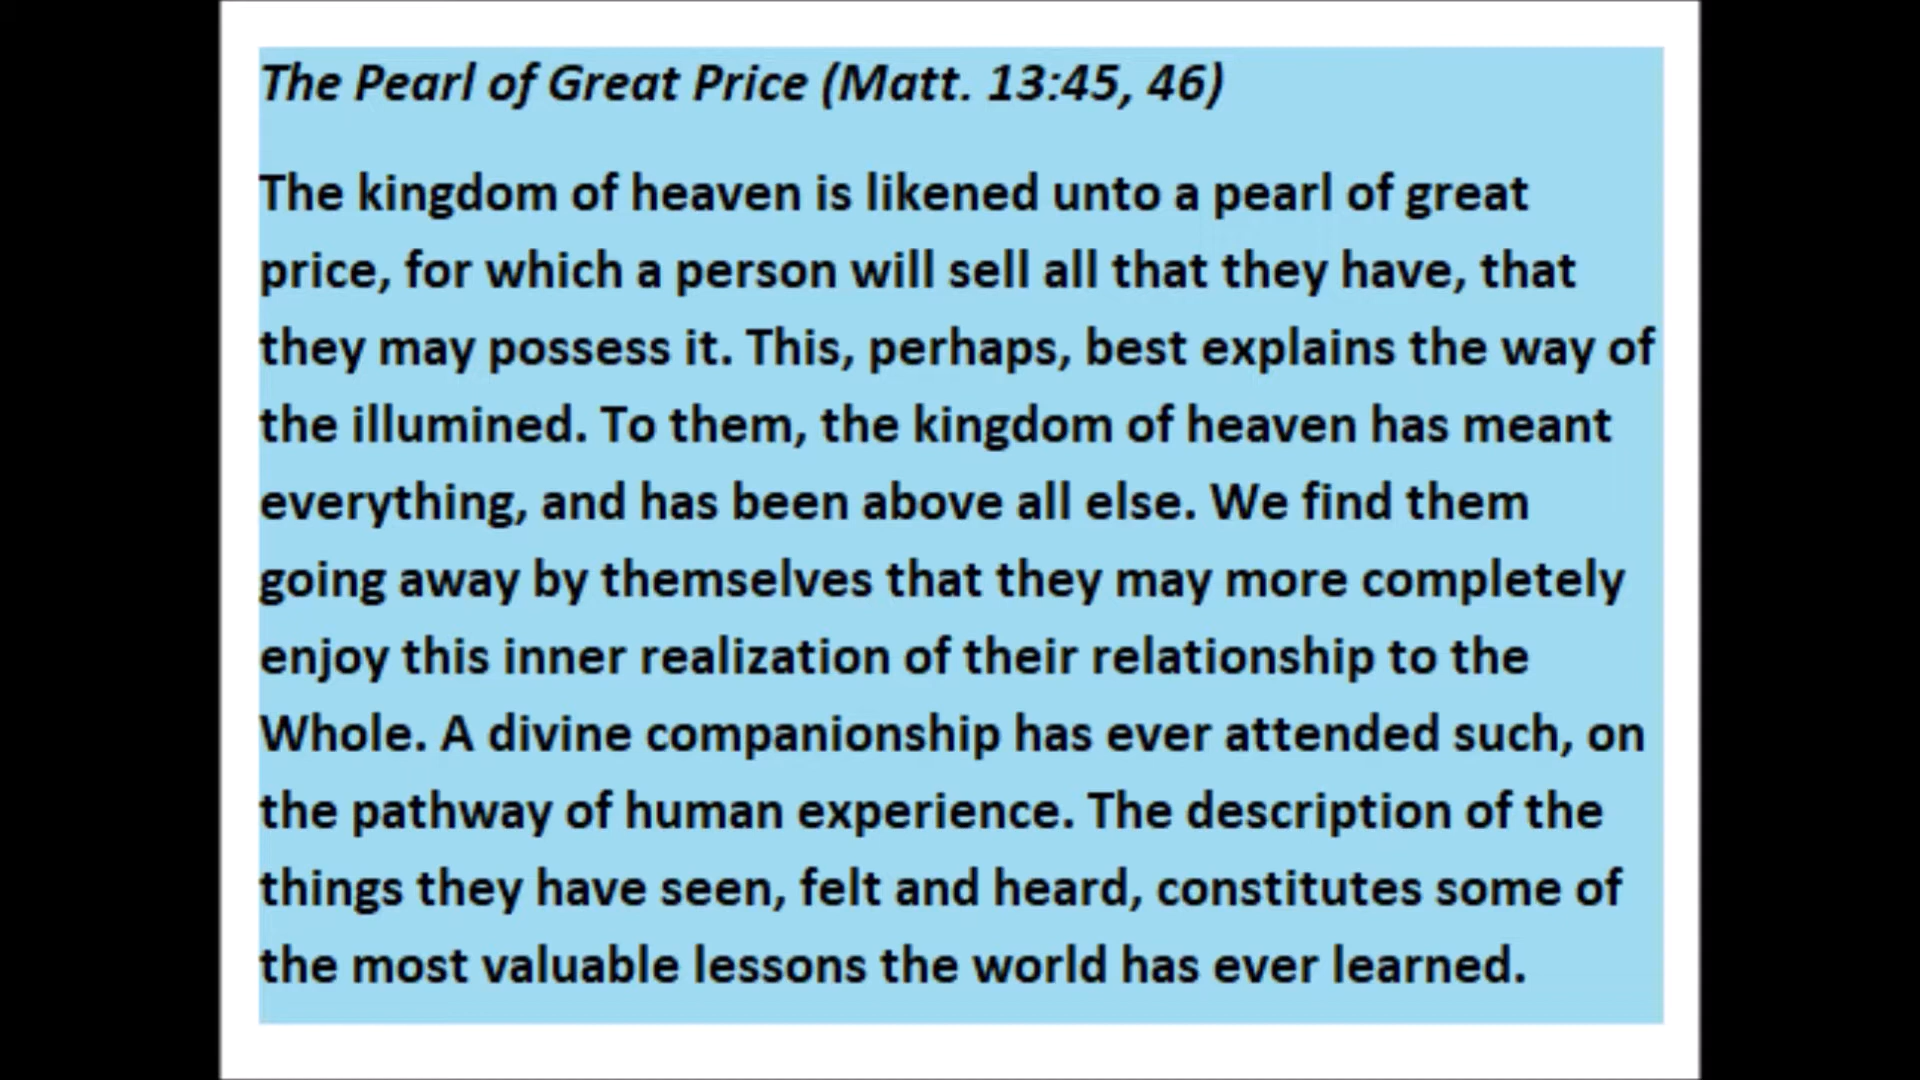 The Pearl of Great Price (Matt. 13:45, 46)
The kingdom of heaven is likened unto a pearl of great
price, for which a person will sell all that they have, that
they may possess it. This, perhaps, best explains the way of
the illumined. To them, the kingdom of heaven has meant
everything, and has been above all else. We find them
going away by themselves that they may more completely
enjoy this inner realization of their relationship to the
Whole. A divine companionship has ever attended such, on
the pathway of human experience. The description of the
things they have seen, felt and heard, constitutes some of
the most valuable lessons the world has ever learned.